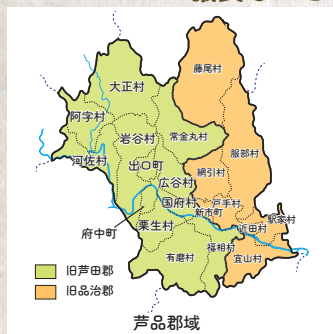 藤尾村
大正村
阿字村
岩谷村
常金丸村
服部村
河佐村
出口町
網引村
広谷村
国府村
戸手村
新市町
駅家村
府中町
栗生村
近田村
福相村
有磨村
宜山村
旧芦田郡
旧品治郡
芦品郡域